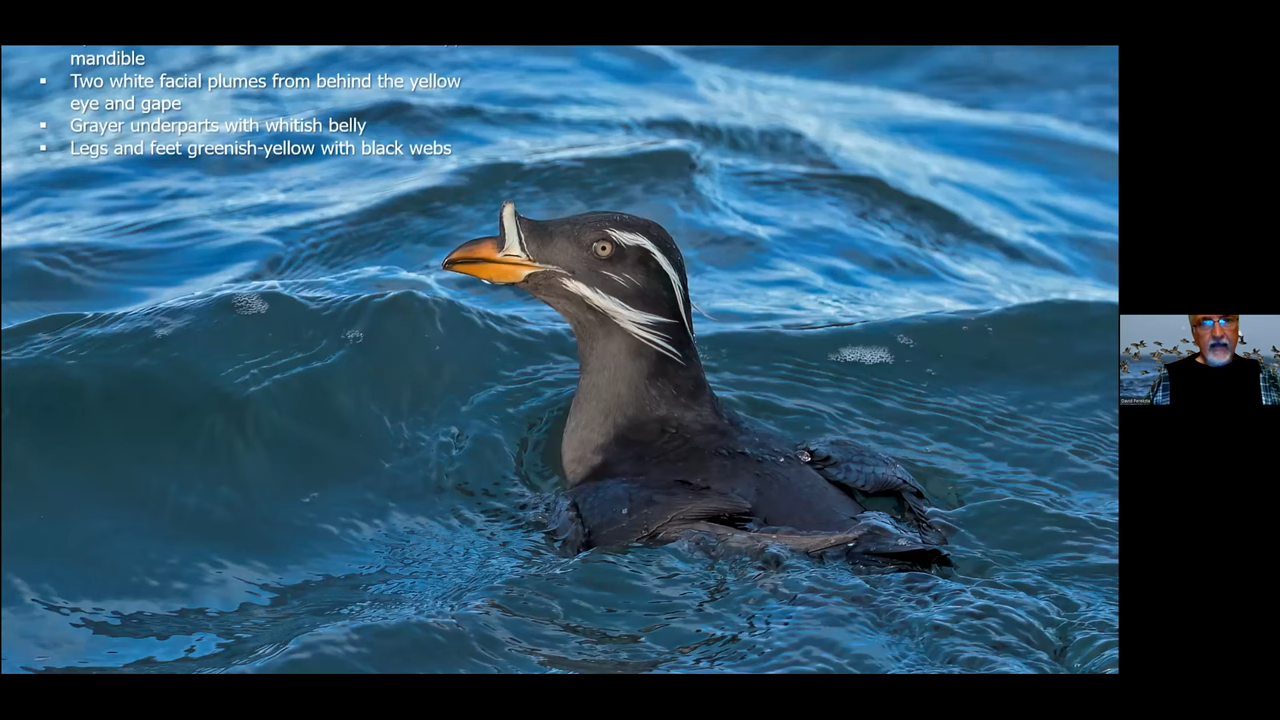 mandible
▪ Two white facial plumes from behind the yellow
eye and gape
▪ Grayer underparts with whitish belly
▪ Legs and feet greenish-yellow with black webs